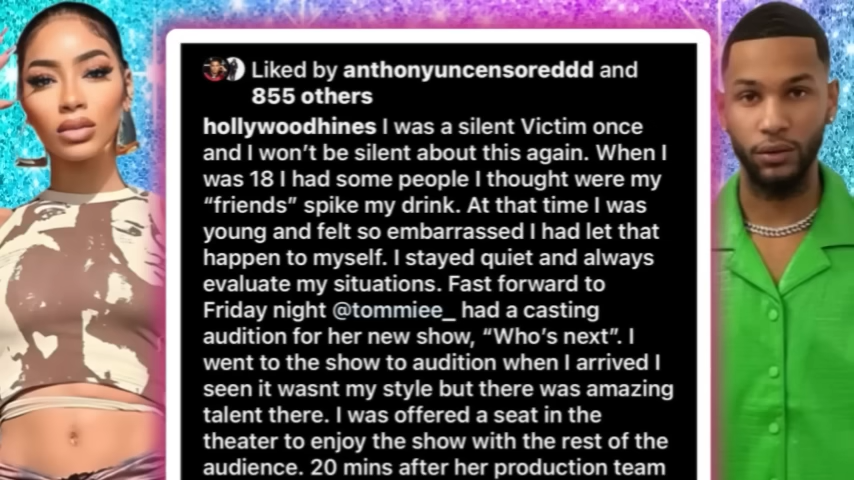 Liked by anthonyuncensoreddd and
855 others
hollywoodhines I was a silent Victim once
and I won't be silent about this again. When I
was 18 I had some people I thought were my
“friends” spike my drink. At that time I was
young and felt so embarrassed I had let that
happen to myself. I stayed quiet and always
evaluate my situations. Fast forward to
Friday night @tommiee_ had a casting
audition for her new show, “Who's next”. I
went to the show to audition when I arrived I
seen it wasnt my style but there was amazing
talent there. I was offered a seat in the
theater to enjoy the show with the rest of the
audience. 20 mins after her production team